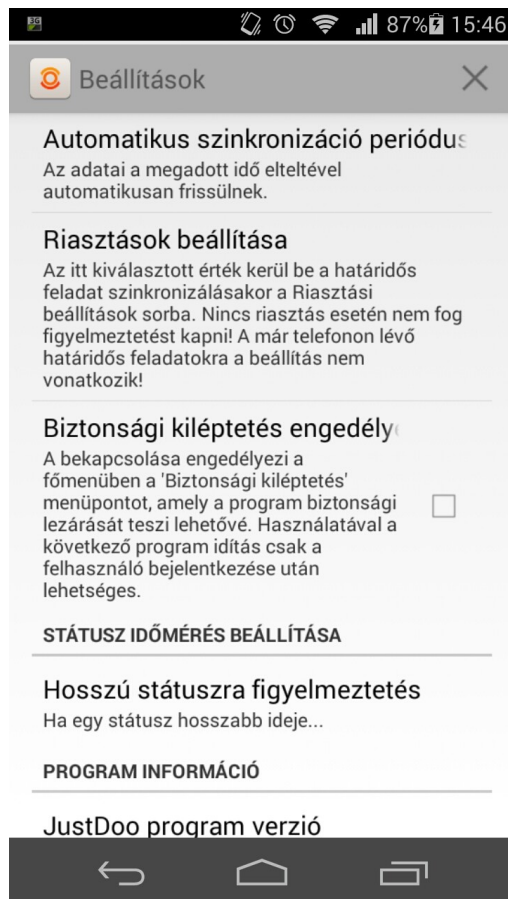 3G
87% 15:46
Beállítások
Automatikus szinkronizáció periódus
Az adatai a megadott idő elteltével
automatikusan frissülnek.
Riasztások beállítása
Az itt kiválasztott érték kerül be a határidős
feladat szinkronizálásakor a Riasztási
beállítások sorba. Nincs riasztás esetén nem fog
figyelmeztetést kapni! A már telefonon lévő
határidős feladatokra a beállítás nem
vonatkozik!
Biztonsági kiléptetés engedély
A bekapcsolása engedélyezi a
főmenüben a 'Biztonsági kiléptetés'
menüpontot, amely a program biztonsági
lezárását teszi lehetővé. Használatával a
következő program idítás csak a
felhasználó bejelentkezése után
lehetséges.
STÁTUSZ IDŐMÉRÉS BEÁLLÍTÁSA
Hosszú státuszra figyelmeztetés
Ha egy státusz hosszabb ideje...
PROGRAM INFORMÁCIÓ
JustDoo program verzió